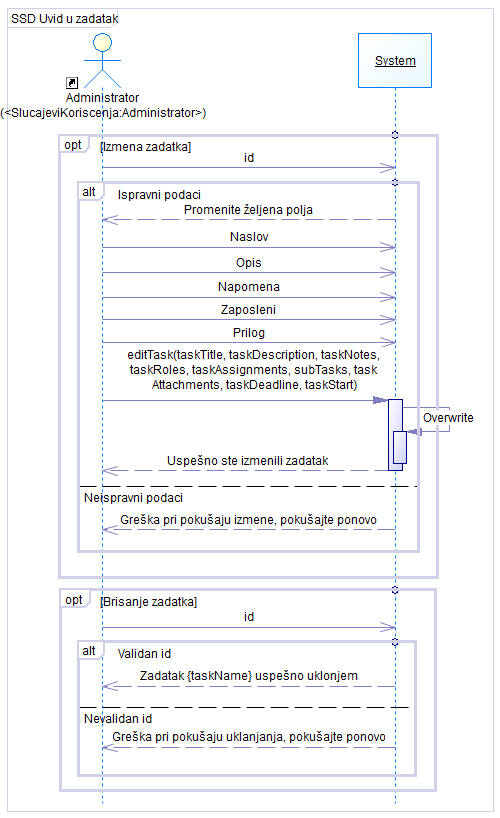 SSD Uvid u zadatak
System
Administrator
(<SlucajeviKoriscenja:Administrator>)
opt
[Izmena zadatka]
id
alt
Ispravni podaci
Promenite željena polja
Naslov
Opis
Napomena
Zaposleni
Prilog
editTask(taskTitle, taskDescription, taskNotes,
taskRoles, taskAssignments, subTasks, task
Attachments, taskDeadline, taskStart)
Overwrite
Uspešno ste izmenili zadatak
Neispravni podaci
Greška pri pokušaju izmene, pokušajte ponovo
opt
[Brisanje zadatka]
id
alt
Validan id
Zadatak {taskName} uspešno uklonjem
Nevalidan id
Greška pri pokušaju uklanjanja, pokušajte ponovo